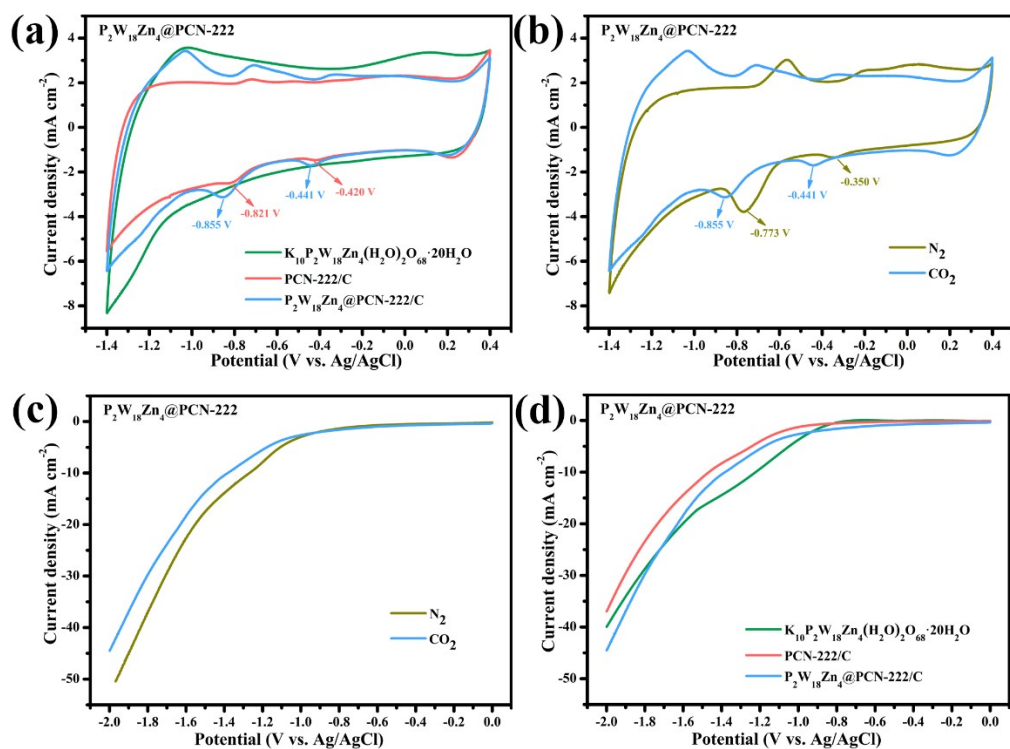 (a)
P₂W₁₈Zn₄@PCN-222
Current density (mA cm⁻²)
4
2
0
-2
-4
-6
-8
-0.420 V
-0.441 V
-0.821 V
-0.855 V
K₁₀P₂W₁₈Zn₄(H₂O)₂O₆₈·20H₂O
PCN-222/C
P₂W₁₈Zn₄@PCN-222/C
-1.4 -1.2 -1.0 -0.8 -0.6 -0.4 -0.2 0.0 0.2 0.4
Potential (V vs. Ag/AgCl)
(b)
P₂W₁₈Zn₄@PCN-222
Current density (mA cm⁻²)
4
2
0
-2
-4
-6
-8
-0.350 V
-0.441 V
-0.855 V
-0.773 V
N₂
CO₂
-1.4 -1.2 -1.0 -0.8 -0.6 -0.4 -0.2 0.0 0.2 0.4
Potential (V vs. Ag/AgCl)
(c)
P₂W₁₈Zn₄@PCN-222
Current density (mA cm⁻²)
0
-10
-20
-30
-40
-50
N₂
CO₂
-2.0 -1.8 -1.6 -1.4 -1.2 -1.0 -0.8 -0.6 -0.4 -0.2 0.0
Potential (V vs. Ag/AgCl)
(d)
P₂W₁₈Zn₄@PCN-222
Current density (mA cm⁻²)
0
-10
-20
-30
-40
-50
K₁₀P₂W₁₈Zn₄(H₂O)₂O₆₈·20H₂O
PCN-222/C
P₂W₁₈Zn₄@PCN-222/C
-2.0 -1.8 -1.6 -1.4 -1.2 -1.0 -0.8 -0.6 -0.4 -0.2 0.0
Potential (V vs. Ag/AgCl)